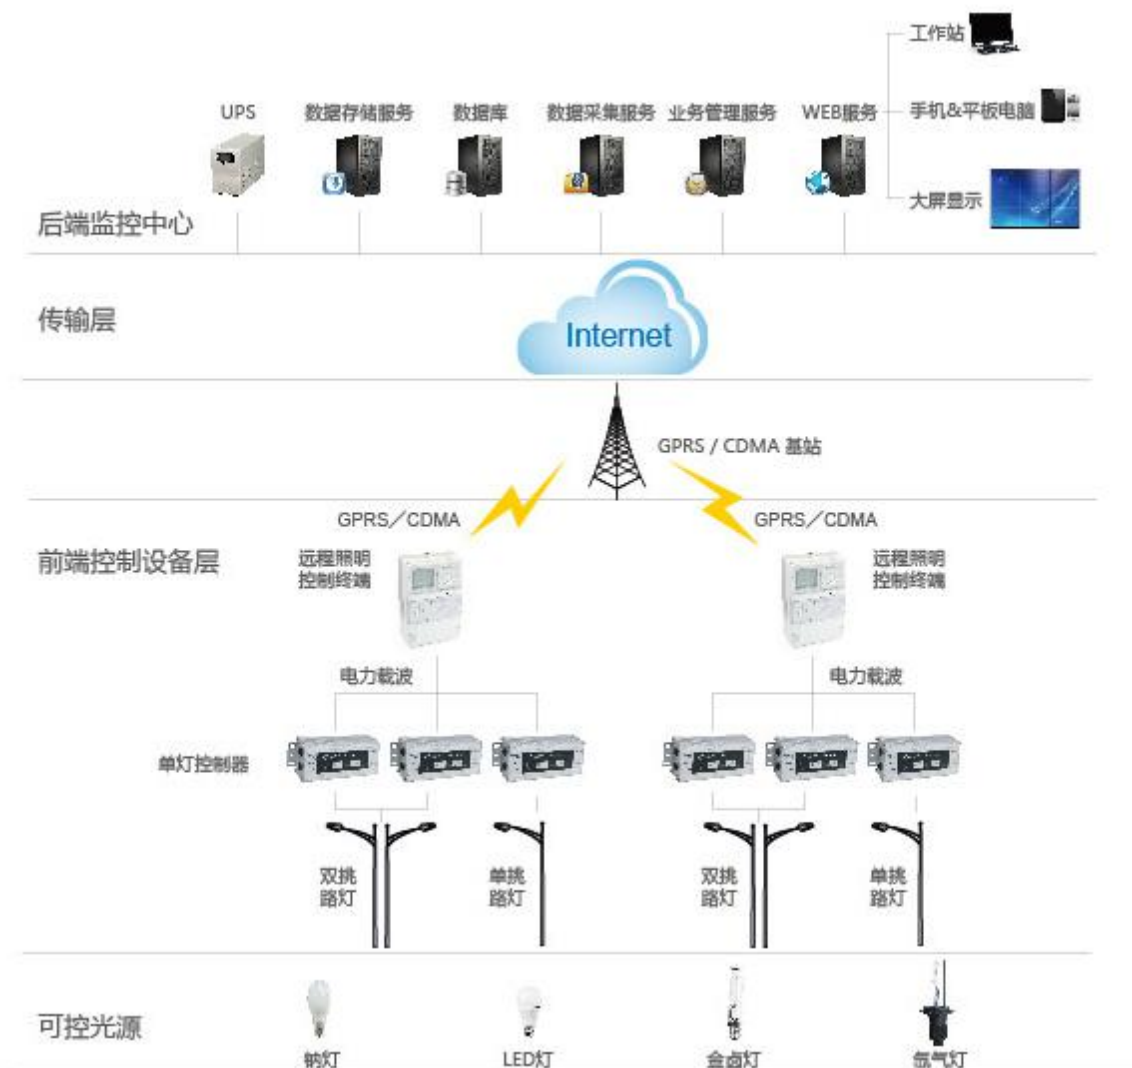 工作站
UPS
数据存储服务
数据库
数据采集服务
业务管理服务
WEB服务
手机&平板电脑
大屏显示
后端监控中心
传输层
Internet
GPRS / CDMA 基站
GPRS／CDMA
GPRS／CDMA
前端控制设备层
远程照明
控制终端
远程照明
控制终端
电力载波
电力载波
单灯控制器
双挑
路灯
单挑
路灯
双挑
路灯
单挑
路灯
可控光源
钠灯
LED灯
金卤灯
氙气灯